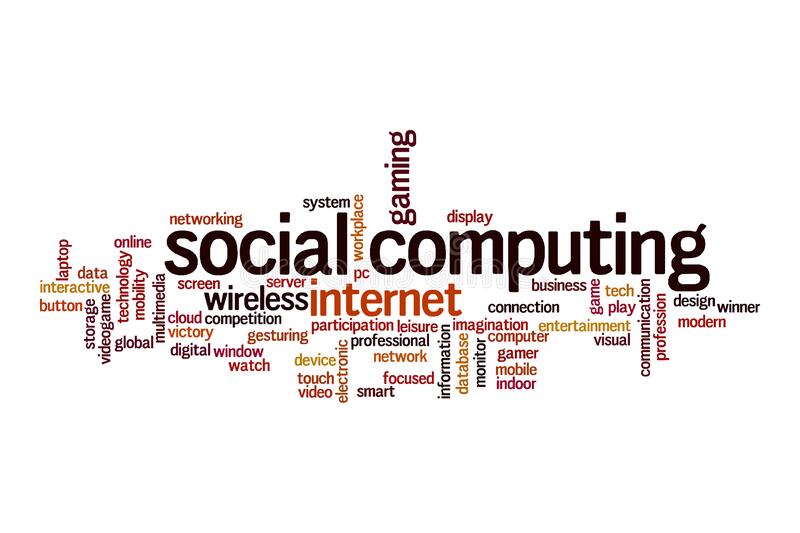 gaming
system
workplace
networking
display
social computing
laptop
online
data
technology
mobility
multimedia
screen
server
pc
interactive
button
storage
videogame
global
wireless
internet
business
connection
game
tech
play
communication
profession
design
winner
modern
cloud
competition
victory
gesturing
participation
leisure
imagination
entertainment
visual
digital
window
watch
professional
computer
device
electronic
network
information
database
monitor
gamer
mobile
indoor
touch
video
smart
focused